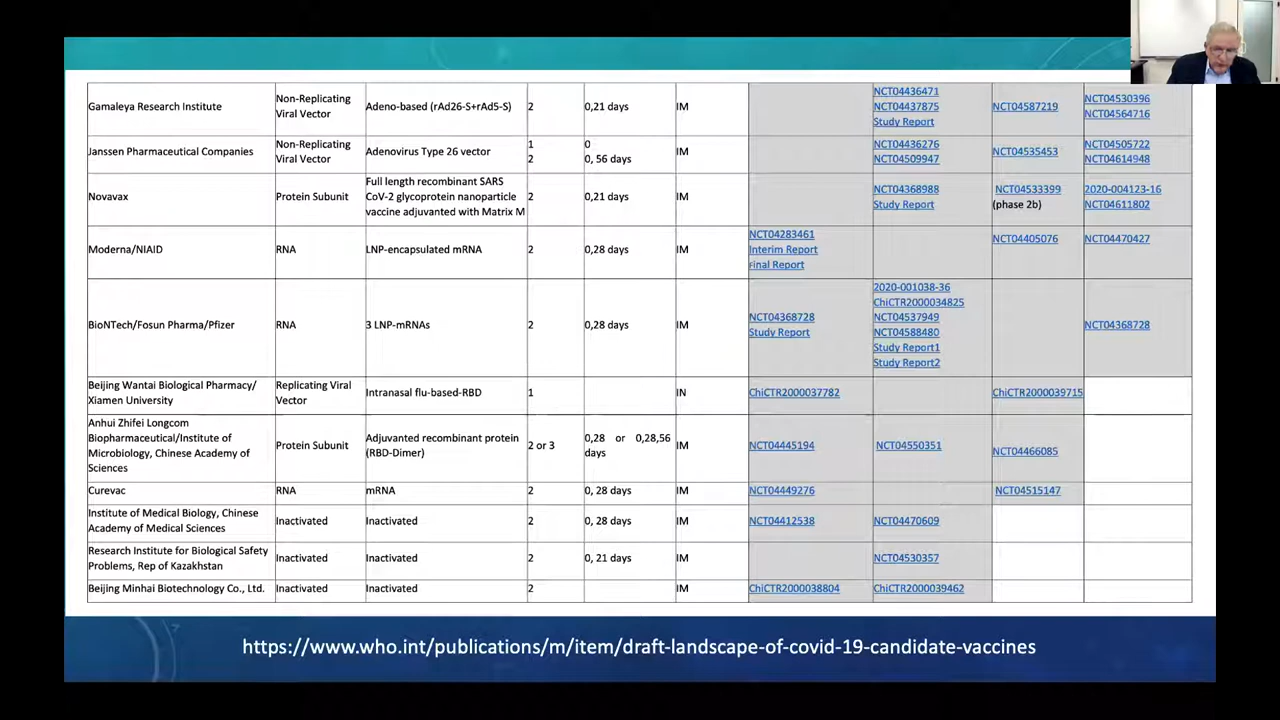 Gamaleya Research Institute
Non-Replicating
Viral Vector
Adeno-based (rAd26-S+rAd5-S)
2
0,21 days
IM
NCT04436471
NCT04437875
Study Report
NCT04587219
NCT04530396
NCT04564716
Janssen Pharmaceutical Companies
Non-Replicating
Viral Vector
Adenovirus Type 26 vector
1
2
0
0, 56 days
IM
NCT04436276
NCT04509947
NCT04535453
NCT04505722
NCT04614948
Novavax
Protein Subunit
Full length recombinant SARS
CoV-2 glycoprotein nanoparticle
vaccine adjuvanted with Matrix M
2
0,21 days
IM
NCT04368988
Study Report
NCT04533399
(phase 2b)
2020-004123-16
NCT04611802
Moderna/NIAID
RNA
LNP-encapsulated mRNA
2
0,28 days
IM
NCT04283461
Interim Report
Final Report
NCT04405076
NCT04470427
BioNTech/Fosun Pharma/Pfizer
RNA
3 LNP-mRNAs
2
0,28 days
IM
NCT04368728
Study Report
2020-001038-36
ChiCTR2000034825
NCT04537949
NCT04588480
Study Report1
Study Report2
NCT04368728
Beijing Wantai Biological Pharmacy/
Xiamen University
Replicating Viral
Vector
Intranasal flu-based-RBD
1
IN
ChiCTR2000037782
ChiCTR2000039715
Anhui Zhifei Longcom
Biopharmaceutical/Institute of
Microbiology, Chinese Academy of
Sciences
Protein Subunit
Adjuvanted recombinant protein
(RBD-Dimer)
2 or 3
0,28 or 0,28,56
days
IM
NCT04445194
NCT04550351
NCT04466085
Curevac
RNA
mRNA
2
0, 28 days
IM
NCT04449276
NCT04515147
Institute of Medical Biology, Chinese
Academy of Medical Sciences
Inactivated
Inactivated
2
0, 28 days
IM
NCT04412538
NCT04470609
Research Institute for Biological Safety
Problems, Rep of Kazakhstan
Inactivated
Inactivated
2
0, 21 days
IM
NCT04530357
Beijing Minhai Biotechnology Co., Ltd.
Inactivated
Inactivated
2
IM
ChiCTR2000038804
ChiCTR2000039462
https://www.who.int/publications/m/item/draft-landscape-of-covid-19-candidate-vaccines